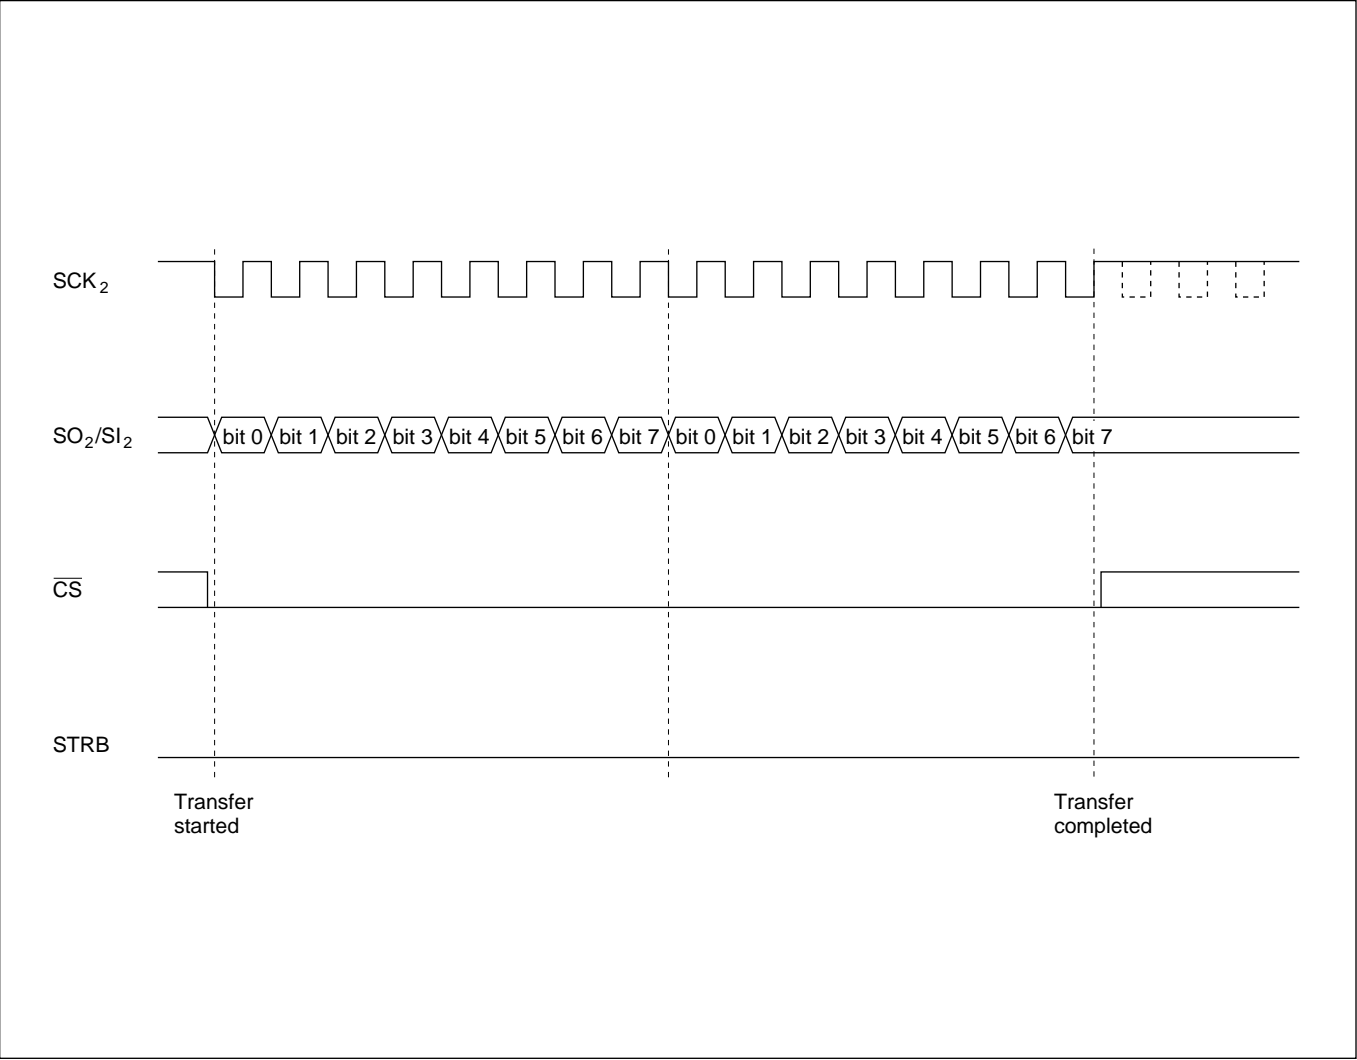 SCK2
SO2/SI2
bit 0 bit 1 bit 2 bit 3 bit 4 bit 5 bit 6 bit 7 bit 0 bit 1 bit 2 bit 3 bit 4 bit 5 bit 6 bit 7
C̅S̅
STRB
Transfer
started
Transfer
completed